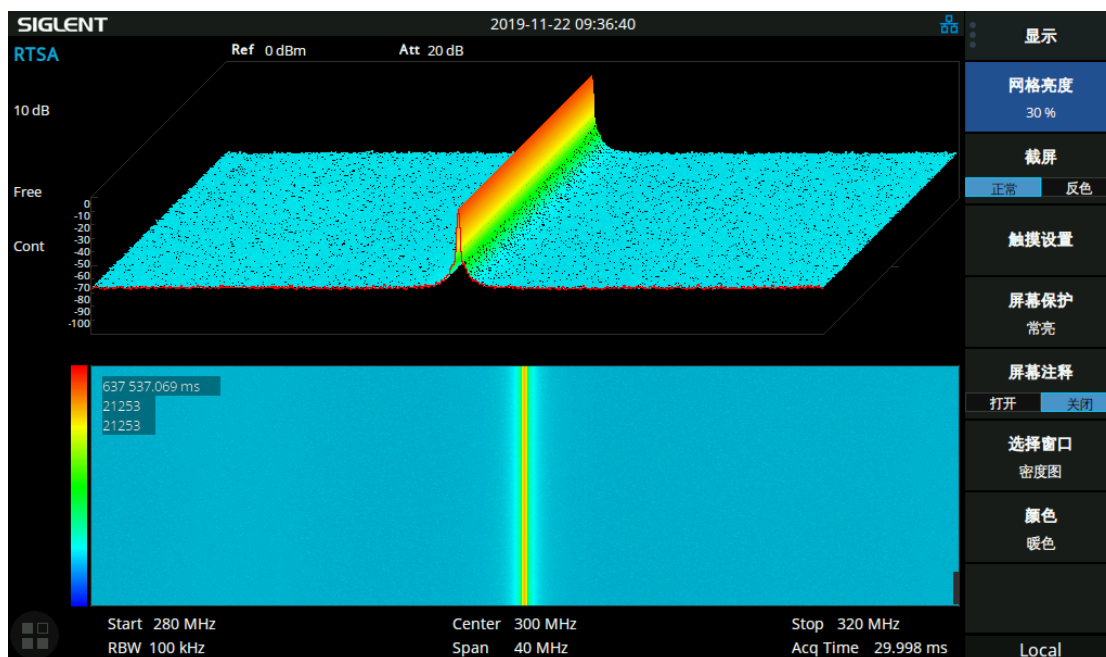 SIGLENT 2019-11-22 09:36:40
RTSA Ref 0 dBm Att 20 dB
10 dB
Free
Cont
0
-10
-20
-30
-40
-50
-60
-70
-80
-90
-100
637 537.069 ms
21253
21253
Start 280 MHz Center 300 MHz Stop 320 MHz
RBW 100 kHz Span 40 MHz Acq Time 29.998 ms
显示
网格亮度
30 %
截屏
正常 反色
触摸设置
屏幕保护
常亮
屏幕注释
打开 关闭
选择窗口
密度图
颜色
暖色
Local